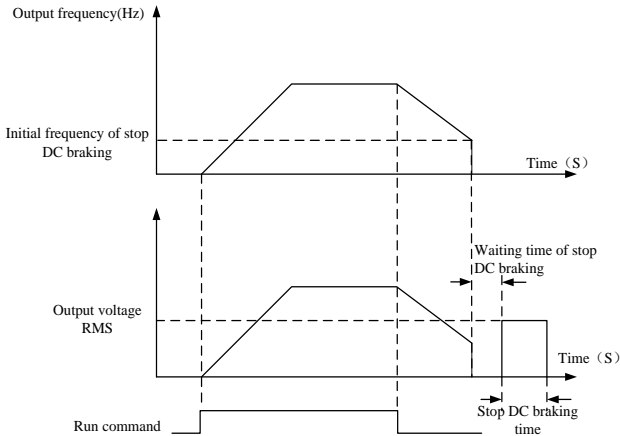 Output frequency(Hz)
Initial frequency of stop
DC braking
Time（S）
Waiting time of stop
DC braking
Output voltage
RMS
Time（S）
Stop DC braking
time
Run command